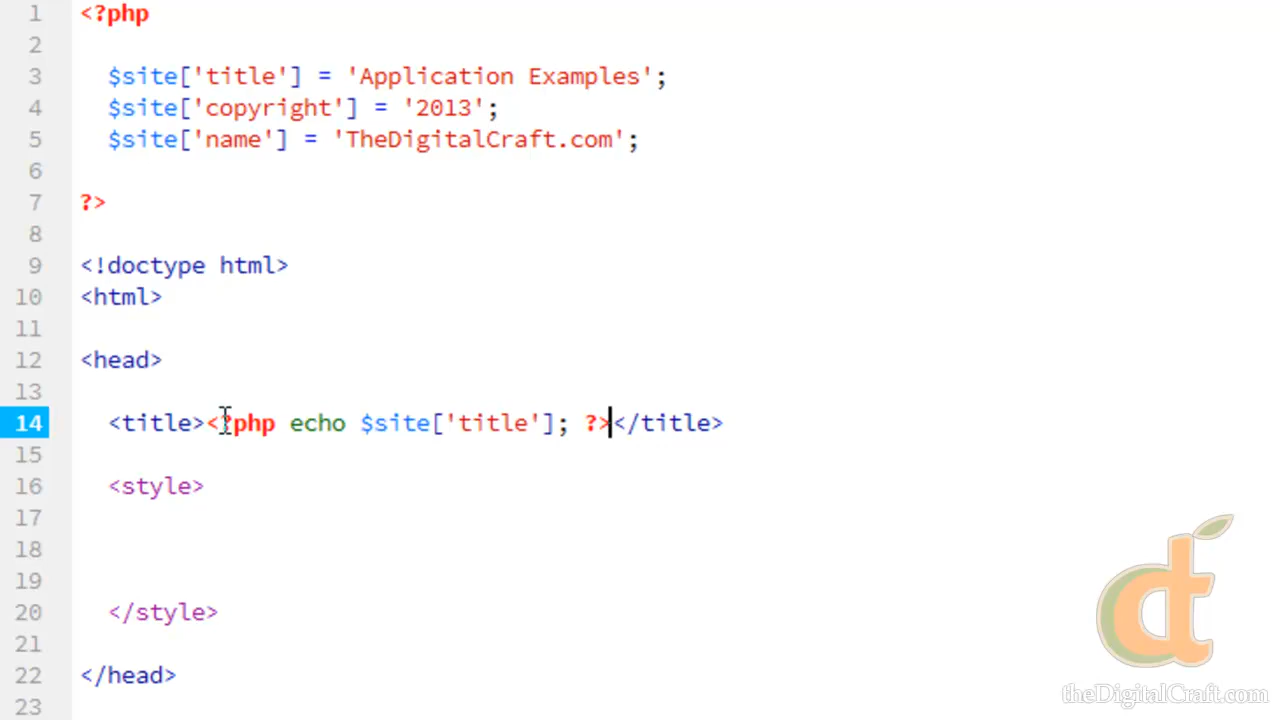 1 <?php
2
3 $site['title'] = 'Application Examples';
4 $site['copyright'] = '2013';
5 $site['name'] = 'TheDigitalCraft.com';
6
7 ?>
8
9 <!doctype html>
10 <html>
11
12 <head>
13
14 <title><?php echo $site['title']; ?></title>
15
16 <style>
17
18
19
20 </style>
21
22 </head>
23
dt
theDigitalCraft.com